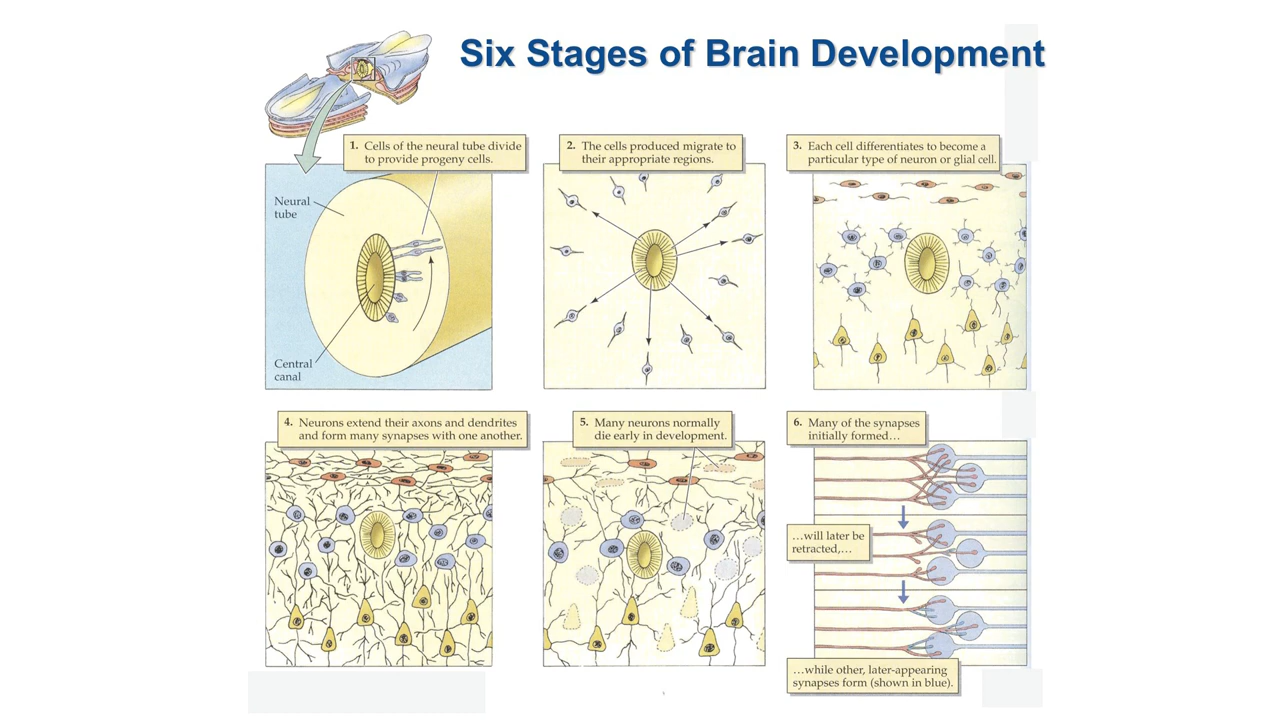 Six Stages of Brain Development
1. Cells of the neural tube divide
to provide progeny cells.
2. The cells produced migrate to
their appropriate regions.
3. Each cell differentiates to become a
particular type of neuron or glial cell.
Neural
tube
Central
canal
4. Neurons extend their axons and dendrites
and form many synapses with one another.
5. Many neurons normally
die early in development.
6. Many of the synapses
initially formed…
…will later be
retracted,…
…while other, later-appearing
synapses form (shown in blue).